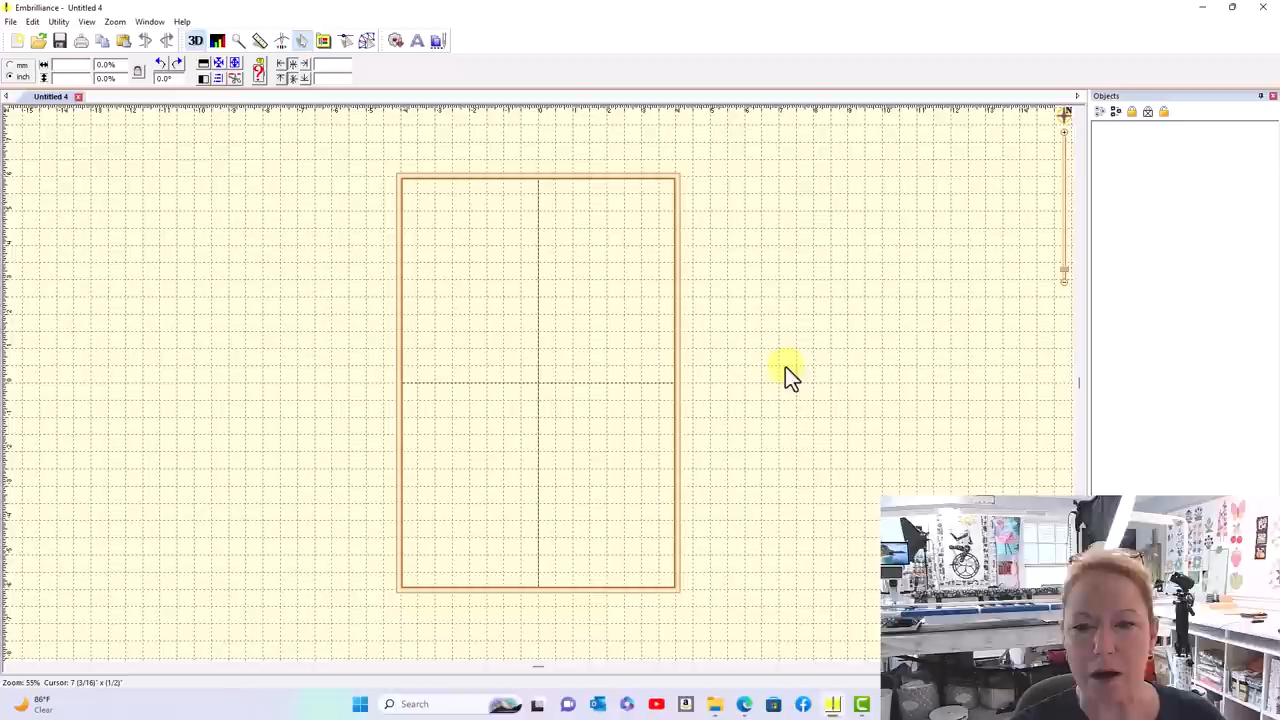 Embrilliance - Untitled 4
File Edit Utility View Zoom Window Help
3D
mm
inch
0.0%
0.0%
0.0°
Untitled 4
Objects
N
Zoom: 55% Cursor: 7 (3/16)" x (1/2)"
86°F
Clear
Search